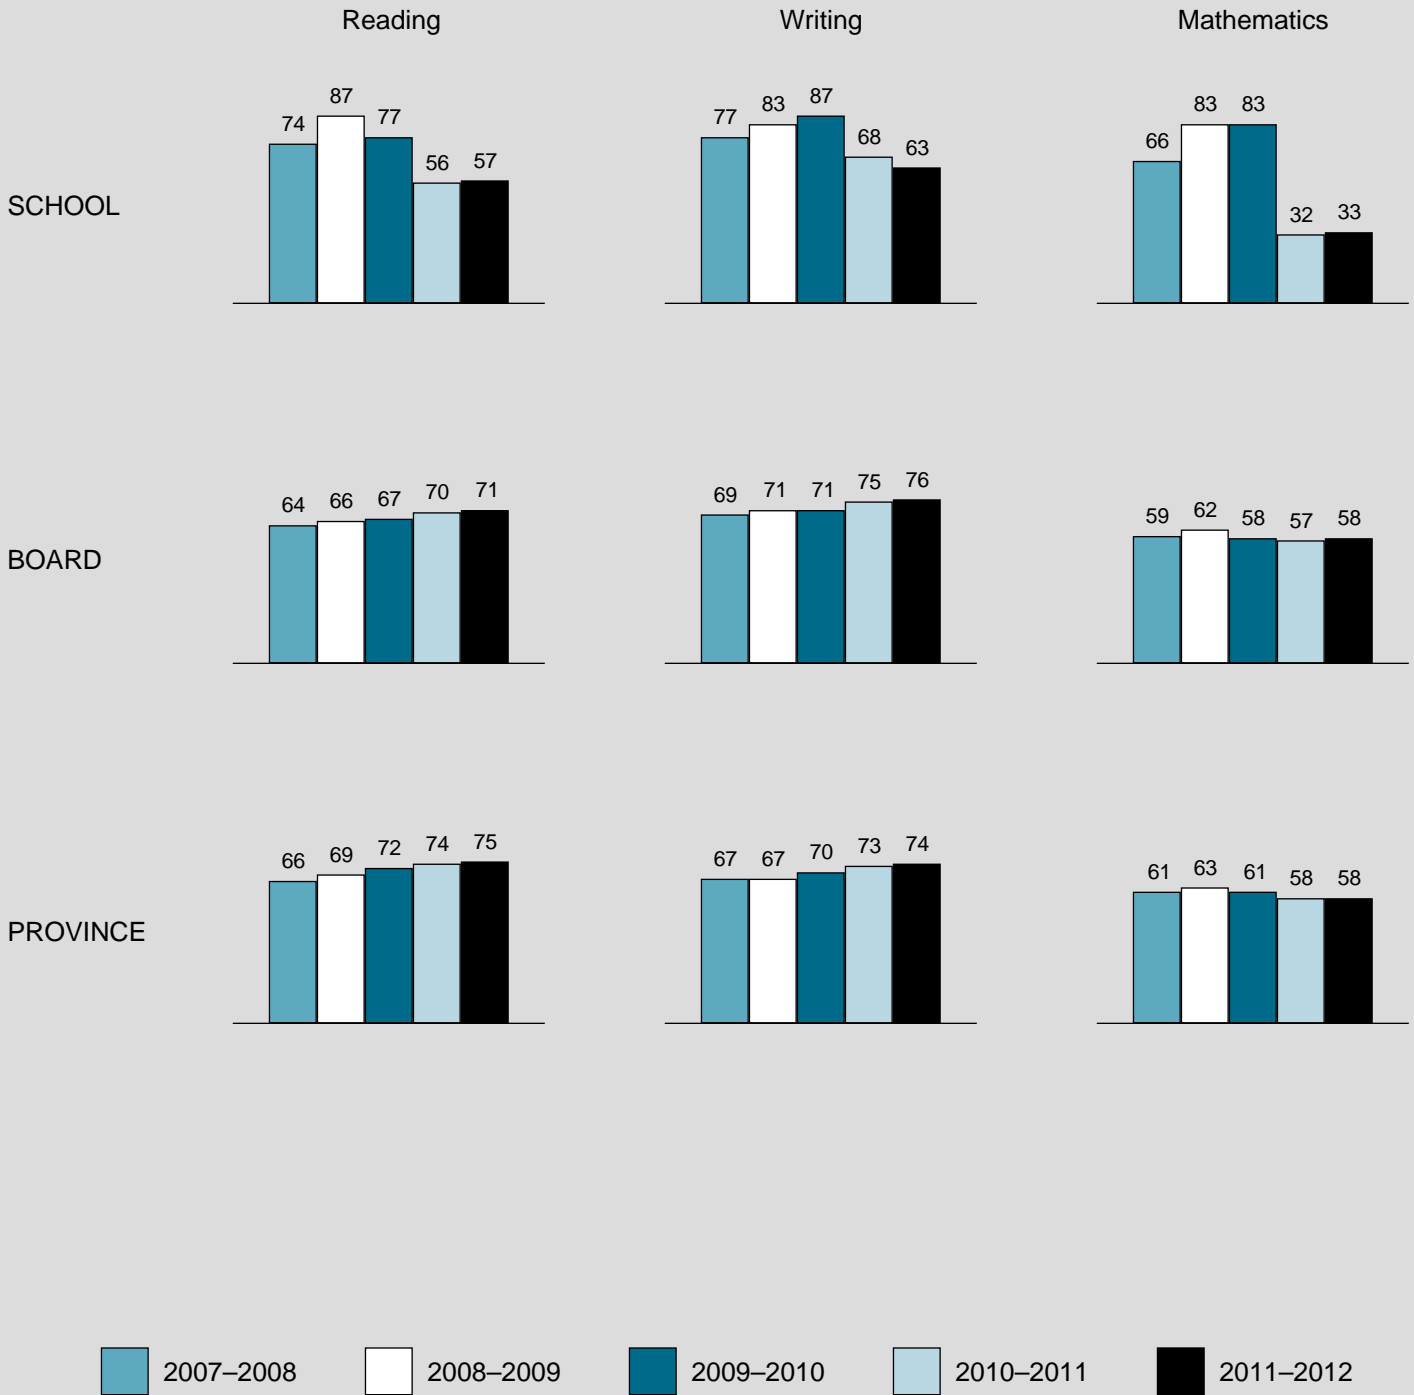 Reading Writing Mathematics
SCHOOL
74 87 77 56 57
77 83 87 68 63
66 83 83 32 33
BOARD
64 66 67 70 71
69 71 71 75 76
59 62 58 57 58
PROVINCE
66 69 72 74 75
67 67 70 73 74
61 63 61 58 58
2007–2008 2008–2009 2009–2010 2010–2011 2011–2012